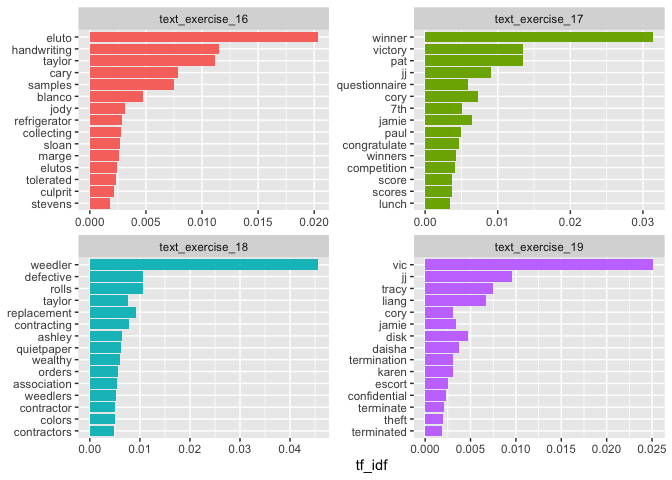 text_exercise_16
eluto
handwriting
taylor
cary
samples
blanco
jody
refrigerator
collecting
sloan
marge
elutos
tolerated
culprit
stevens
0.000 0.005 0.010 0.015 0.020
text_exercise_17
winner
victory
pat
jj
questionnaire
cory
7th
jamie
paul
congratulate
winners
competition
score
scores
lunch
0.00 0.01 0.02 0.03
text_exercise_18
weedler
defective
rolls
taylor
replacement
contracting
ashley
quietpaper
wealthy
orders
association
weedlers
contractor
colors
contractors
0.00 0.01 0.02 0.03 0.04
text_exercise_19
vic
jj
tracy
liang
cory
jamie
disk
daisha
termination
karen
escort
confidential
terminate
theft
terminated
0.000 0.005 0.010 0.015 0.020 0.025
tf_idf